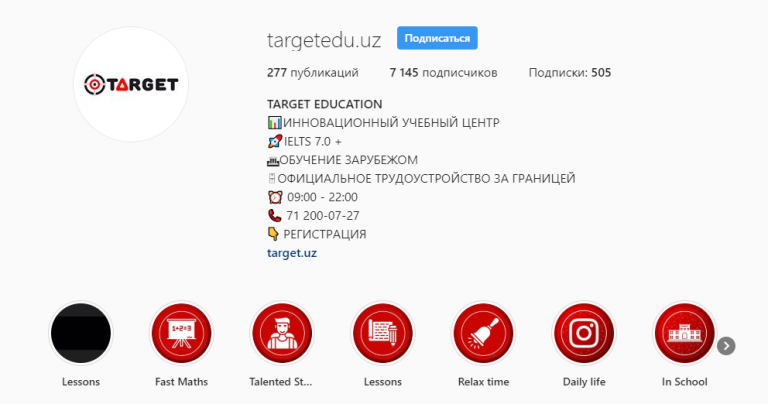 TARGET
targetedu.uz Подписаться
277 публикаций 7 145 подписчиков Подписки: 505
TARGET EDUCATION
📊ИННОВАЦИОННЫЙ УЧЕБНЫЙ ЦЕНТР
🚀IELTS 7.0 +
ОБУЧЕНИЕ ЗАРУБЕЖОМ
ОФИЦИАЛЬНОЕ ТРУДОУСТРОЙСТВО ЗА ГРАНИЦЕЙ
⏰ 09:00 - 22:00
📞 71 200-07-27
👇 РЕГИСТРАЦИЯ
target.uz
1+2=3
Lessons Fast Maths Talented St... Lessons Relax time Daily life In School